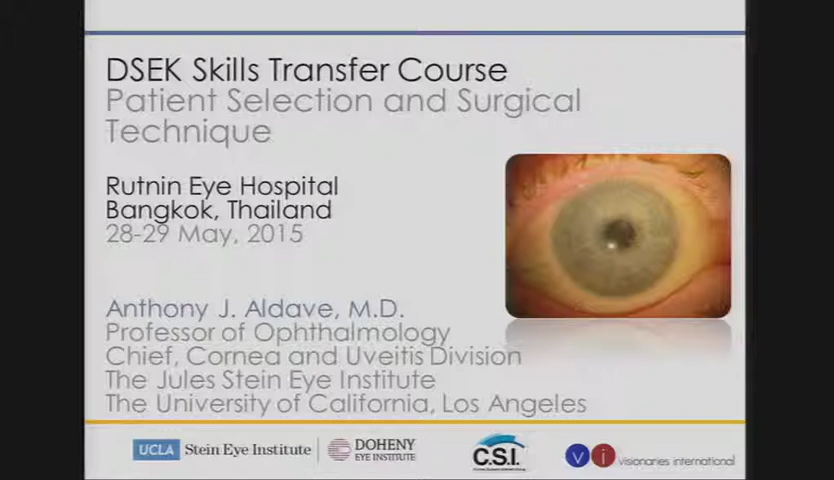 DSEK Skills Transfer Course
Patient Selection and Surgical
Technique
Rutnin Eye Hospital
Bangkok, Thailand
28-29 May, 2015
Anthony J. Aldave, M.D.
Professor of Ophthalmology
Chief, Cornea and Uveitis Division
The Jules Stein Eye Institute
The University of California, Los Angeles
UCLA Stein Eye Institute
DOHENY
EYE INSTITUTE
C.S.I.
vi visionaries international